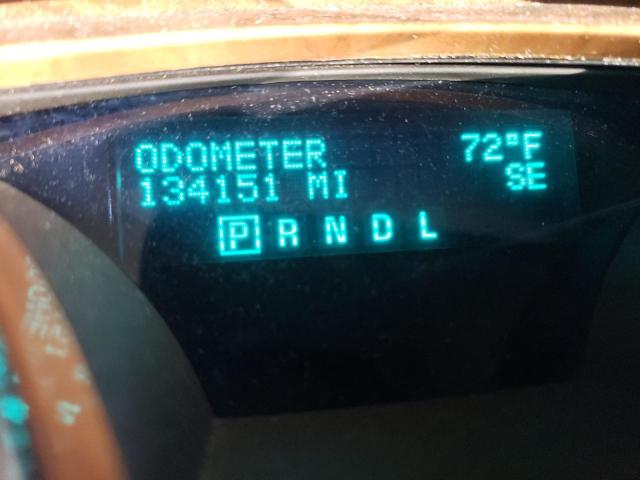 ODOMETER 72°F
134151 MI SE
P R N D L